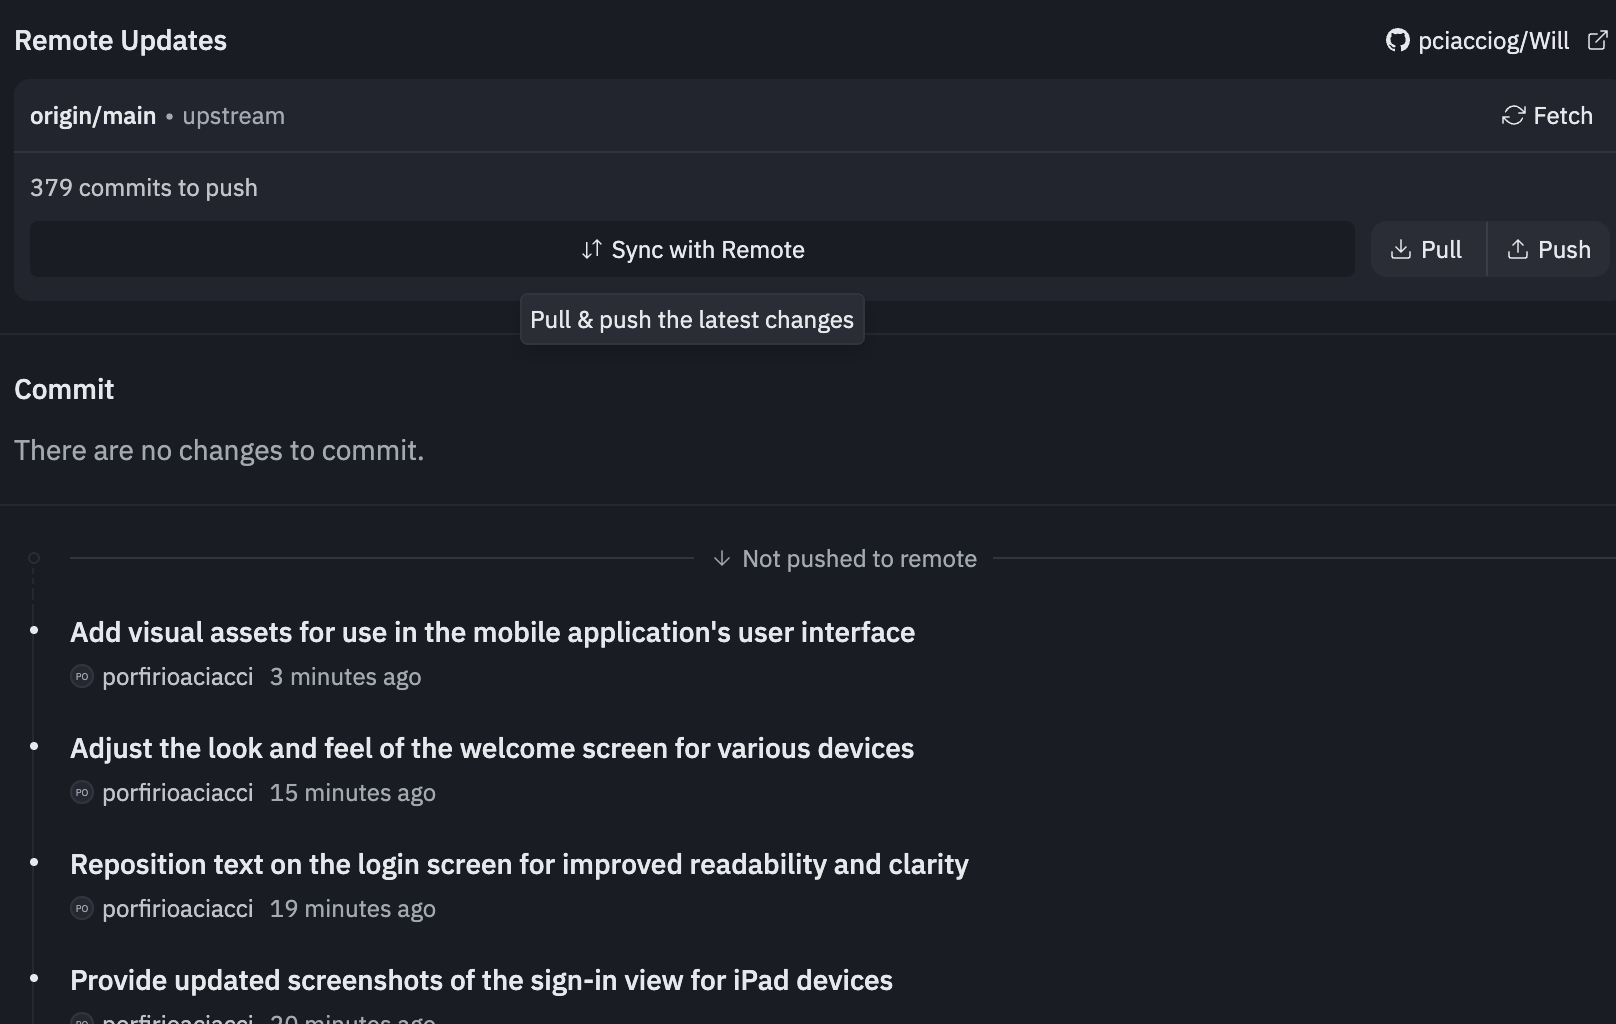 Remote Updates
pciacciog/Will
origin/main • upstream
Fetch
379 commits to push
Sync with Remote
Pull
Push
Pull & push the latest changes
Commit
There are no changes to commit.
Not pushed to remote
Add visual assets for use in the mobile application's user interface
PO porfirioaciacci 3 minutes ago
Adjust the look and feel of the welcome screen for various devices
PO porfirioaciacci 15 minutes ago
Reposition text on the login screen for improved readability and clarity
PO porfirioaciacci 19 minutes ago
Provide updated screenshots of the sign-in view for iPad devices
porfirioaciacci 20 minutes ago